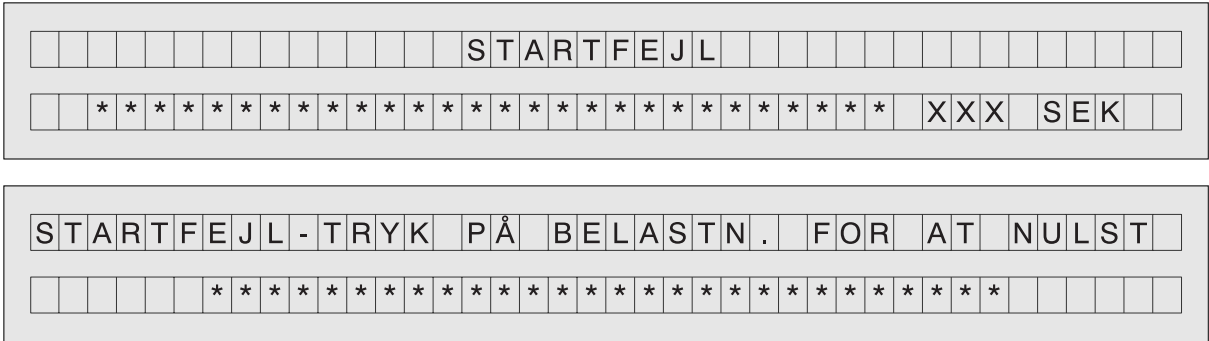 STARTFEJL
**************************** XXX SEK
STARTFEJL-TRYK PÅ BELASTN. FOR AT NULST
****************************